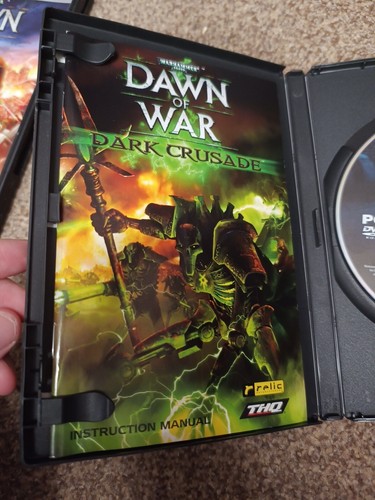 WARHAMMER
40,000
DAWN
OF
WAR
DARK CRUSADE
relic
THQ
INSTRUCTION MANUAL